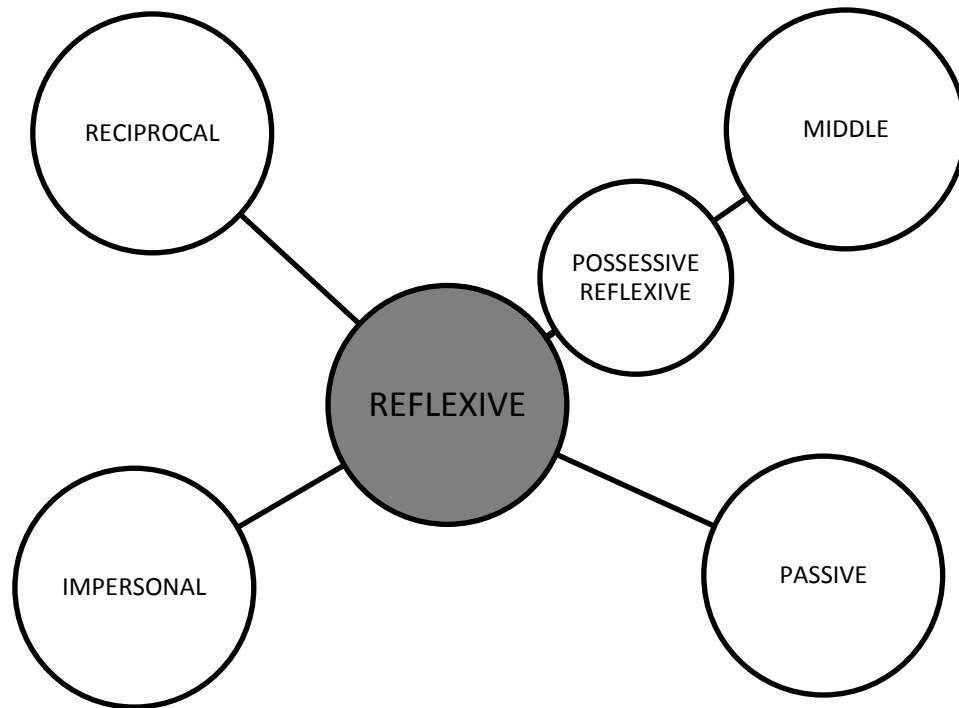 RECIPROCAL
MIDDLE
POSSESSIVE
REFLEXIVE
REFLEXIVE
IMPERSONAL
PASSIVE